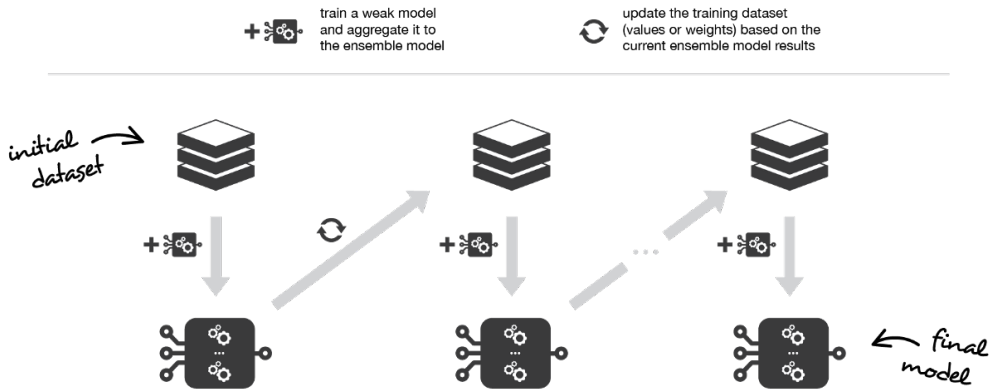 train a weak model
and aggregate it to
the ensemble model
update the training dataset
(values or weights) based on the
current ensemble model results
initial
dataset
final
model